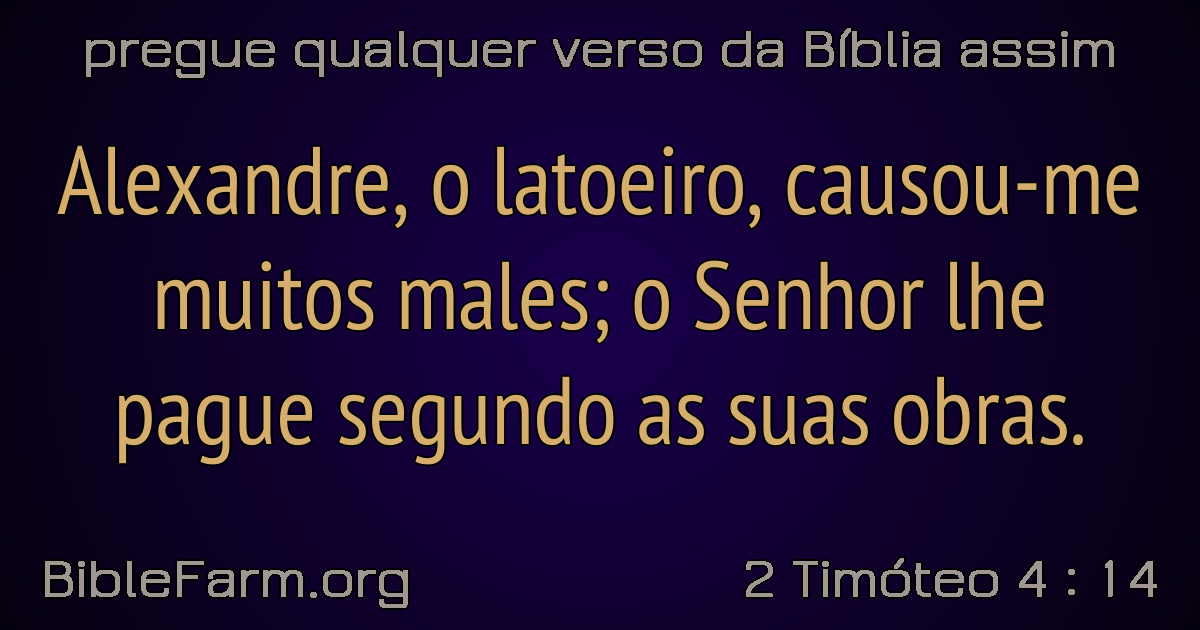 pregue qualquer verso da Bíblia assim
Alexandre, o latoeiro, causou-me
muitos males; o Senhor lhe
pague segundo as suas obras.
BibleFarm.org
2 Timóteo 4 : 14